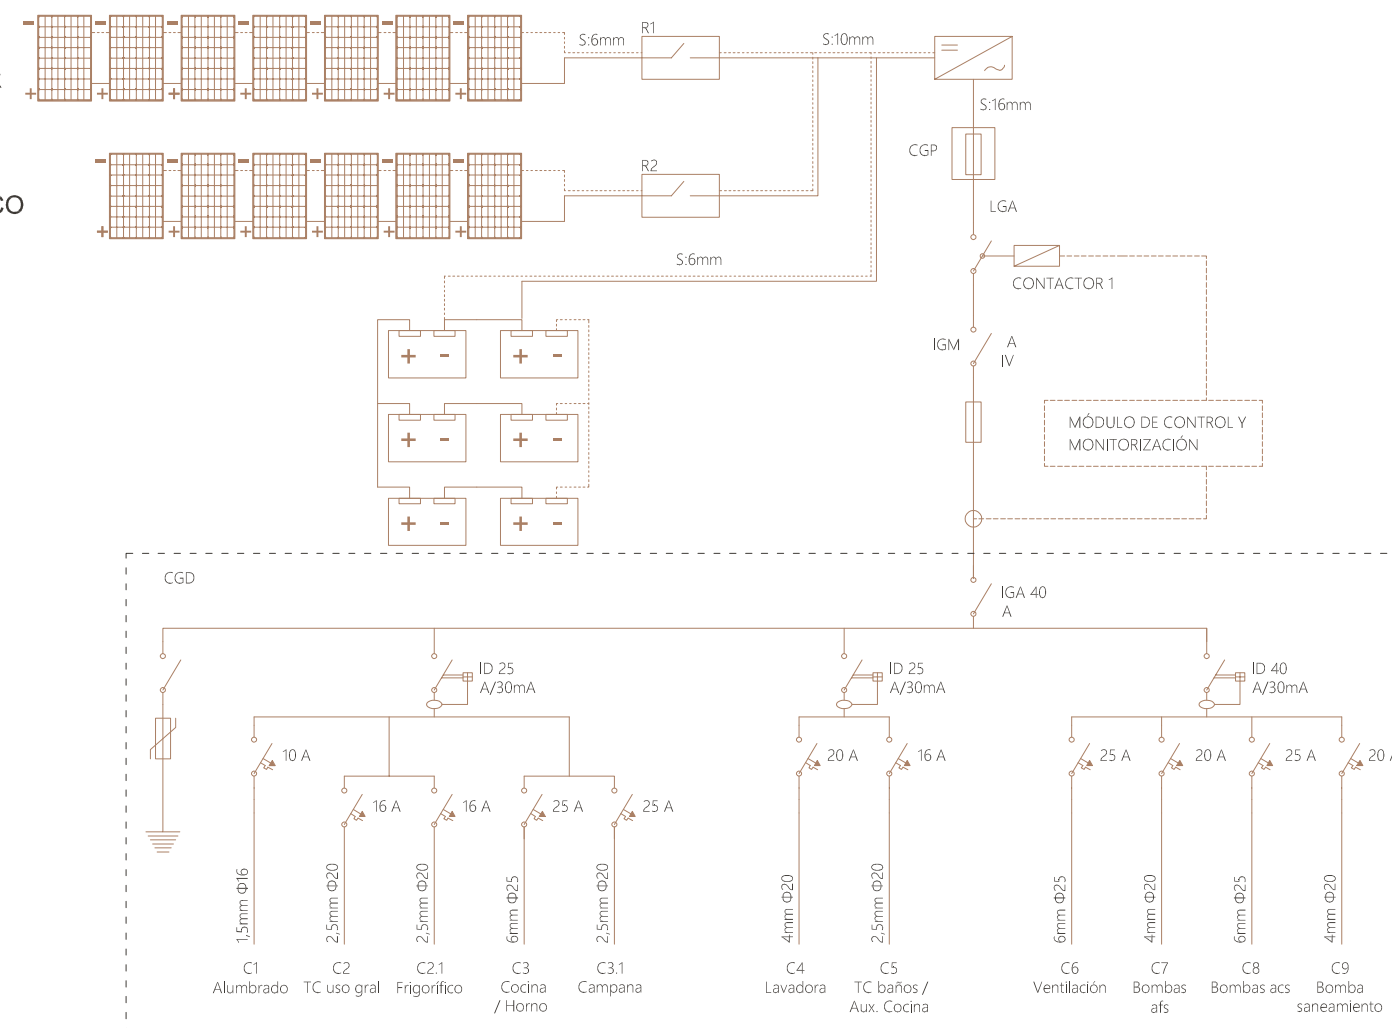 R1
S:6mm
S:10mm
S:16mm
CGP
R2
CO
LGA
S:6mm
CONTACTOR 1
IGM
A
IV
MÓDULO DE CONTROL Y
MONITORIZACIÓN
CGD
IGA 40
A
ID 25
A/30mA
ID 25
A/30mA
ID 40
A/30mA
10 A
16 A
16 A
25 A
25 A
20 A
16 A
25 A
20 A
25 A
20 A
1,5mm Φ16
2,5mm Φ20
2,5mm Φ20
6mm Φ25
2,5mm Φ20
4mm Φ20
2,5mm Φ20
6mm Φ25
4mm Φ20
6mm Φ25
4mm Φ20
C1
Alumbrado
C2
TC uso gral
C2.1
Frigorífico
C3
Cocina
/ Horno
C3.1
Campana
C4
Lavadora
C5
TC baños /
Aux. Cocina
C6
Ventilación
C7
Bombas
afs
C8
Bombas acs
C9
Bomba
saneamiento